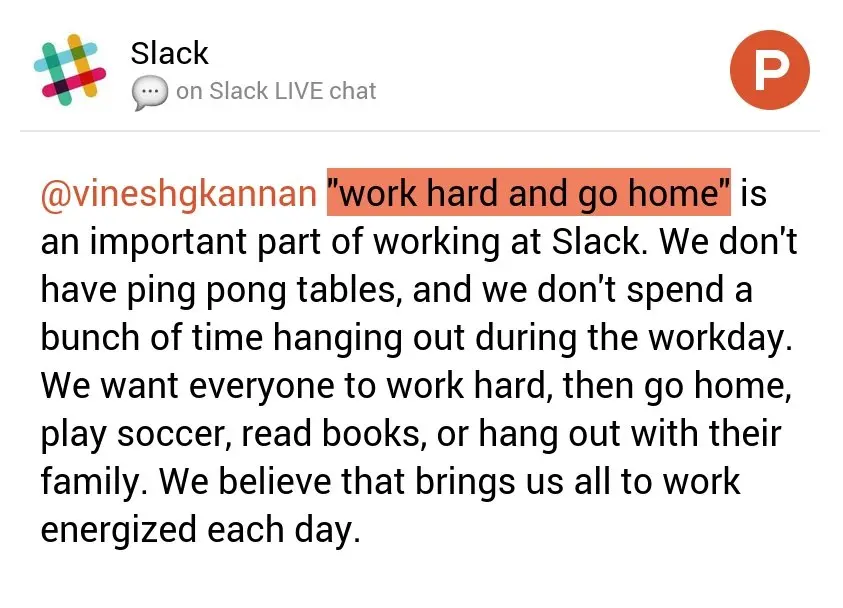 Slack
on Slack LIVE chat
P
@vineshgkannan "work hard and go home" is
an important part of working at Slack. We don't
have ping pong tables, and we don't spend a
bunch of time hanging out during the workday.
We want everyone to work hard, then go home,
play soccer, read books, or hang out with their
family. We believe that brings us all to work
energized each day.